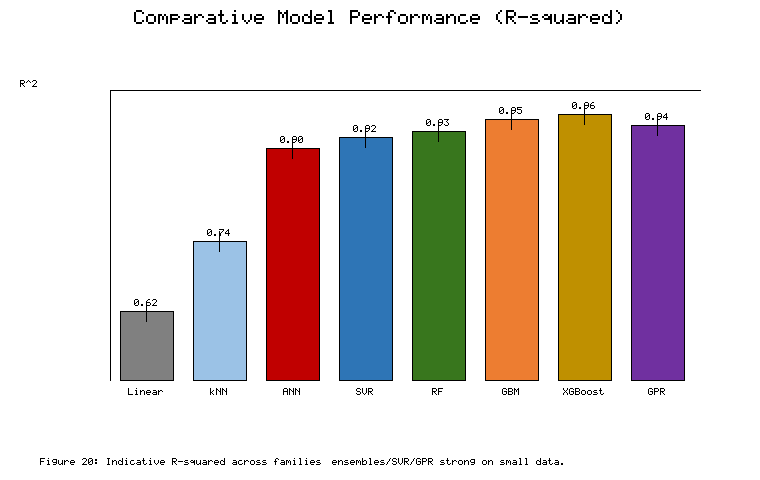 Comparative Model Performance (R-squared)
R^2
0.62
0.74
0.90
0.92
0.93
0.95
0.96
0.94
Linear kNN ANN SVR RF GBM XGBoost GPR
Figure 20: Indicative R-squared across families ensembles/SVR/GPR strong on small data.